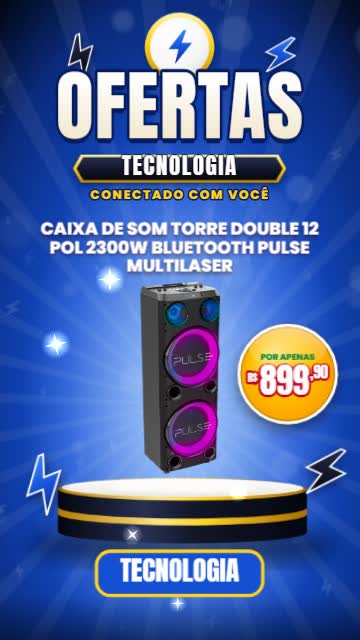 OFERTAS
TECNOLOGIA
CONECTADO COM VOCÊ
CAIXA DE SOM TORRE DOUBLE 12
POL 2300W BLUETOOTH PULSE
MULTILASER
PULSE
PULSE
POR APENAS
R$ 899,90
TECNOLOGIA